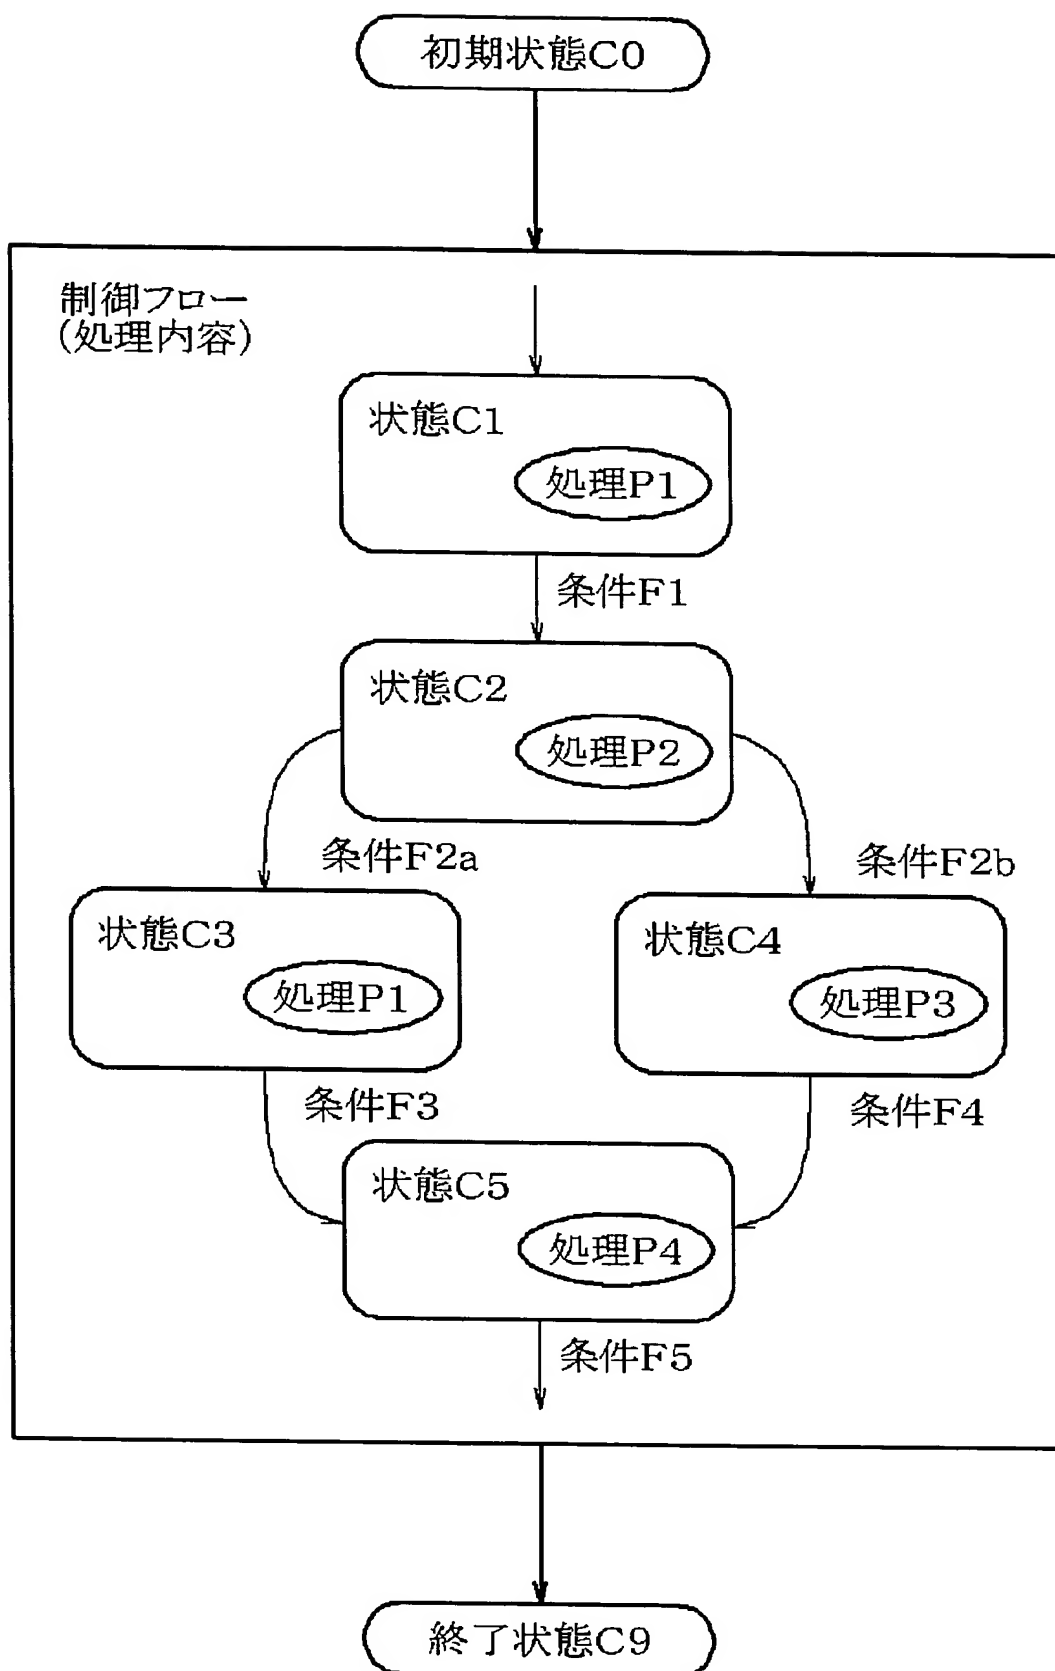 初期状態C0
制御フロー
(処理内容)
状態C1
処理P1
条件F1
状態C2
処理P2
条件F2a
条件F2b
状態C3
処理P1
状態C4
処理P3
条件F3
条件F4
状態C5
処理P4
条件F5
終了状態C9